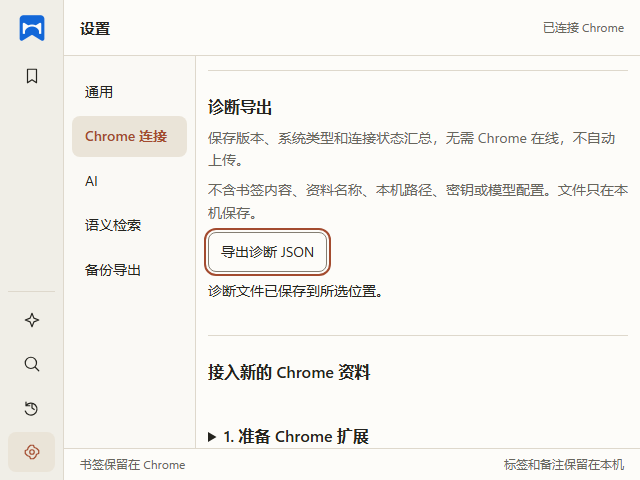 设置
已连接 Chrome
通用
Chrome 连接
AI
语义检索
备份导出
诊断导出
保存版本、系统类型和连接状态汇总，无需 Chrome 在线，不自动
上传。
不含书签内容、资料名称、本机路径、密钥或模型配置。文件只在本
机保存。
导出诊断 JSON
诊断文件已保存到所选位置。
接入新的 Chrome 资料
1. 准备 Chrome 扩展
书签保留在 Chrome
标签和备注保留在本机